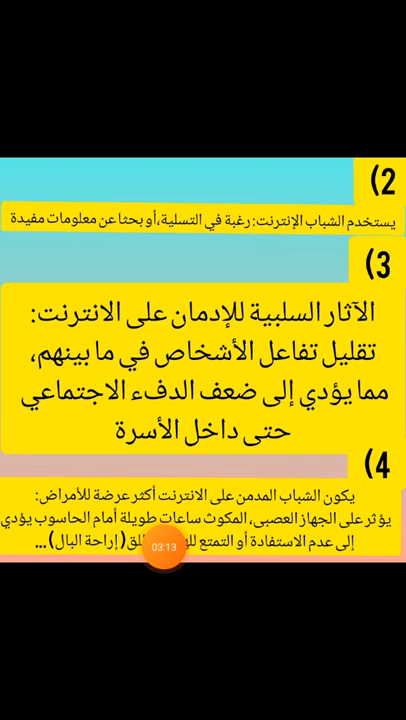 2)
يستخدم الشباب الإنترنت: رغبة في التسلية،أو بحثا عن معلومات مفيدة
3)
الآثار السلبية للإدمان على الانترنت:
تقليل تفاعل الأشخاص في ما بينهم،
مما يؤدي إلى ضعف الدفء الاجتماعي
حتى داخل الأسرة
4)
يكون الشباب المدمن على الانترنت أكثر عرضة للأمراض:
يؤثر على الجهاز العصبي، المكوث ساعات طويلة أمام الحاسوب يؤدي
إلى عدم الاستفادة أو التمتع (إراحة البال)...
03:13